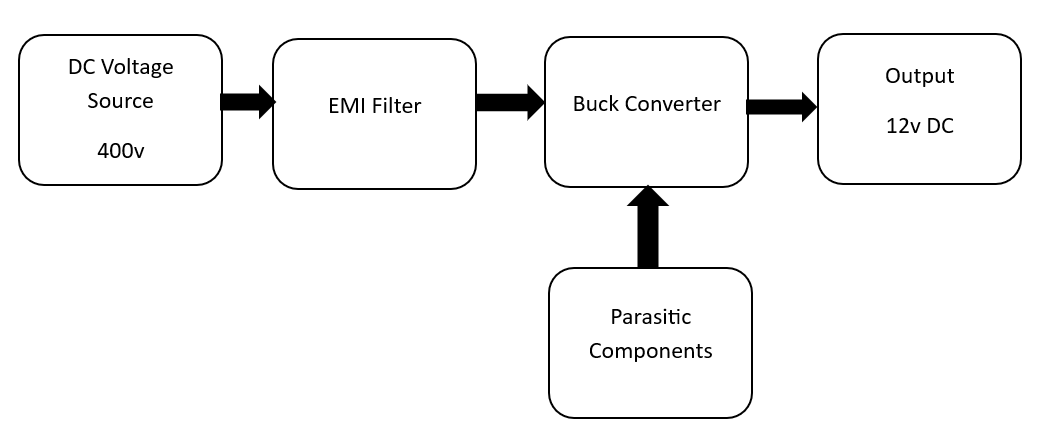 DC Voltage
Source
400v
EMI Filter
Buck Converter
Output
12v DC
Parasitic
Components